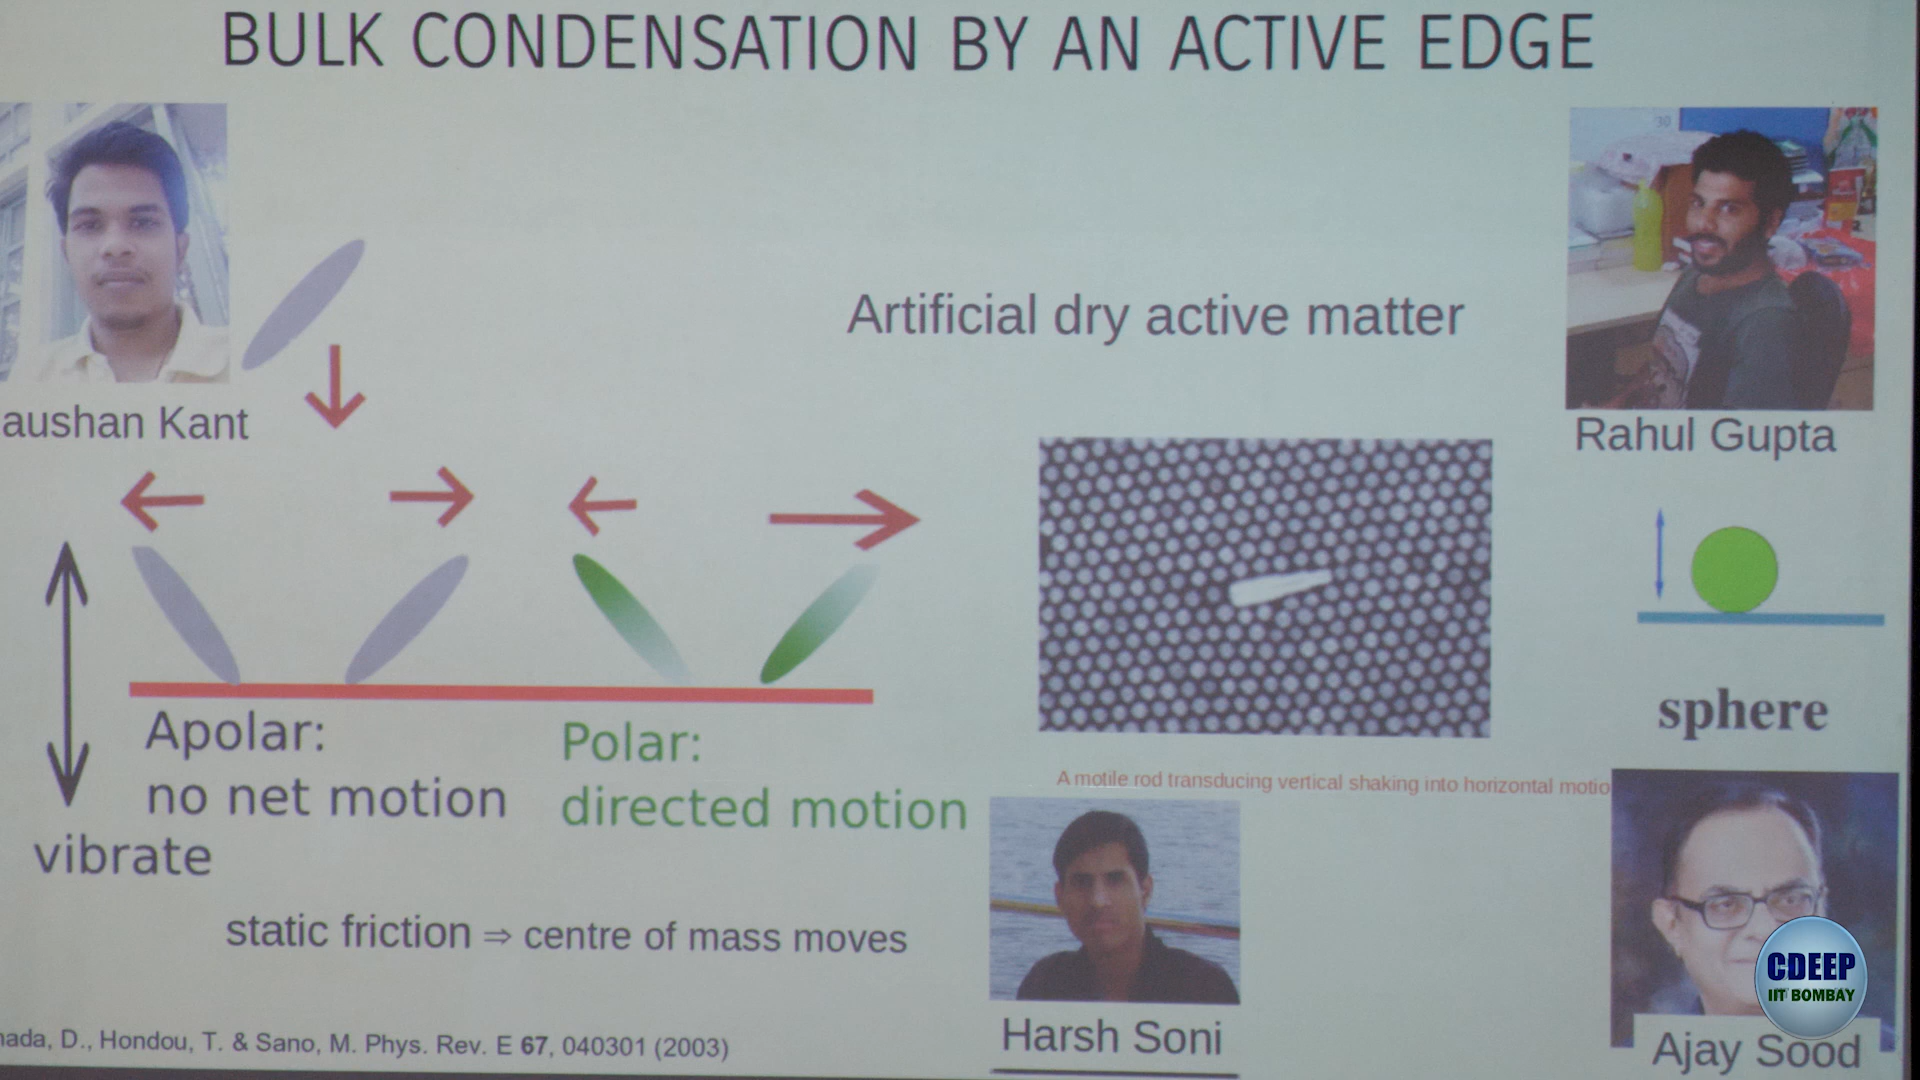 BULK CONDENSATION BY AN ACTIVE EDGE
30
Artificial dry active matter
aushan Kant
Rahul Gupta
sphere
Apolar:
no net motion
Polar:
directed motion
vibrate
A motile rod transducing vertical shaking into horizontal motio
static friction ⇒ centre of mass moves
CDEEP
IIT BOMBAY
Harsh Soni
Ajay Sood
nada, D., Hondou, T. & Sano, M. Phys. Rev. E 67, 040301 (2003)